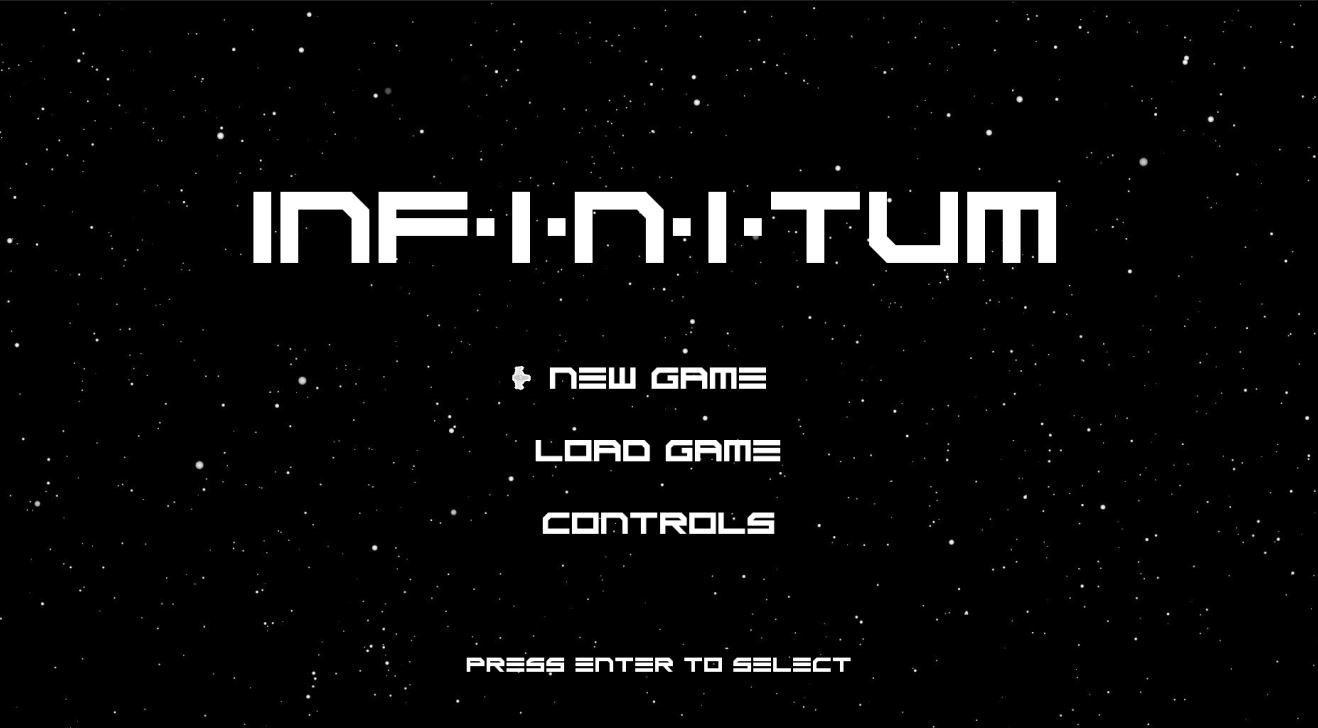 INF·I·N·I·TUM
NEW GAME
LOAD GAME
CONTROLS
PRESS ENTER TO SELECT